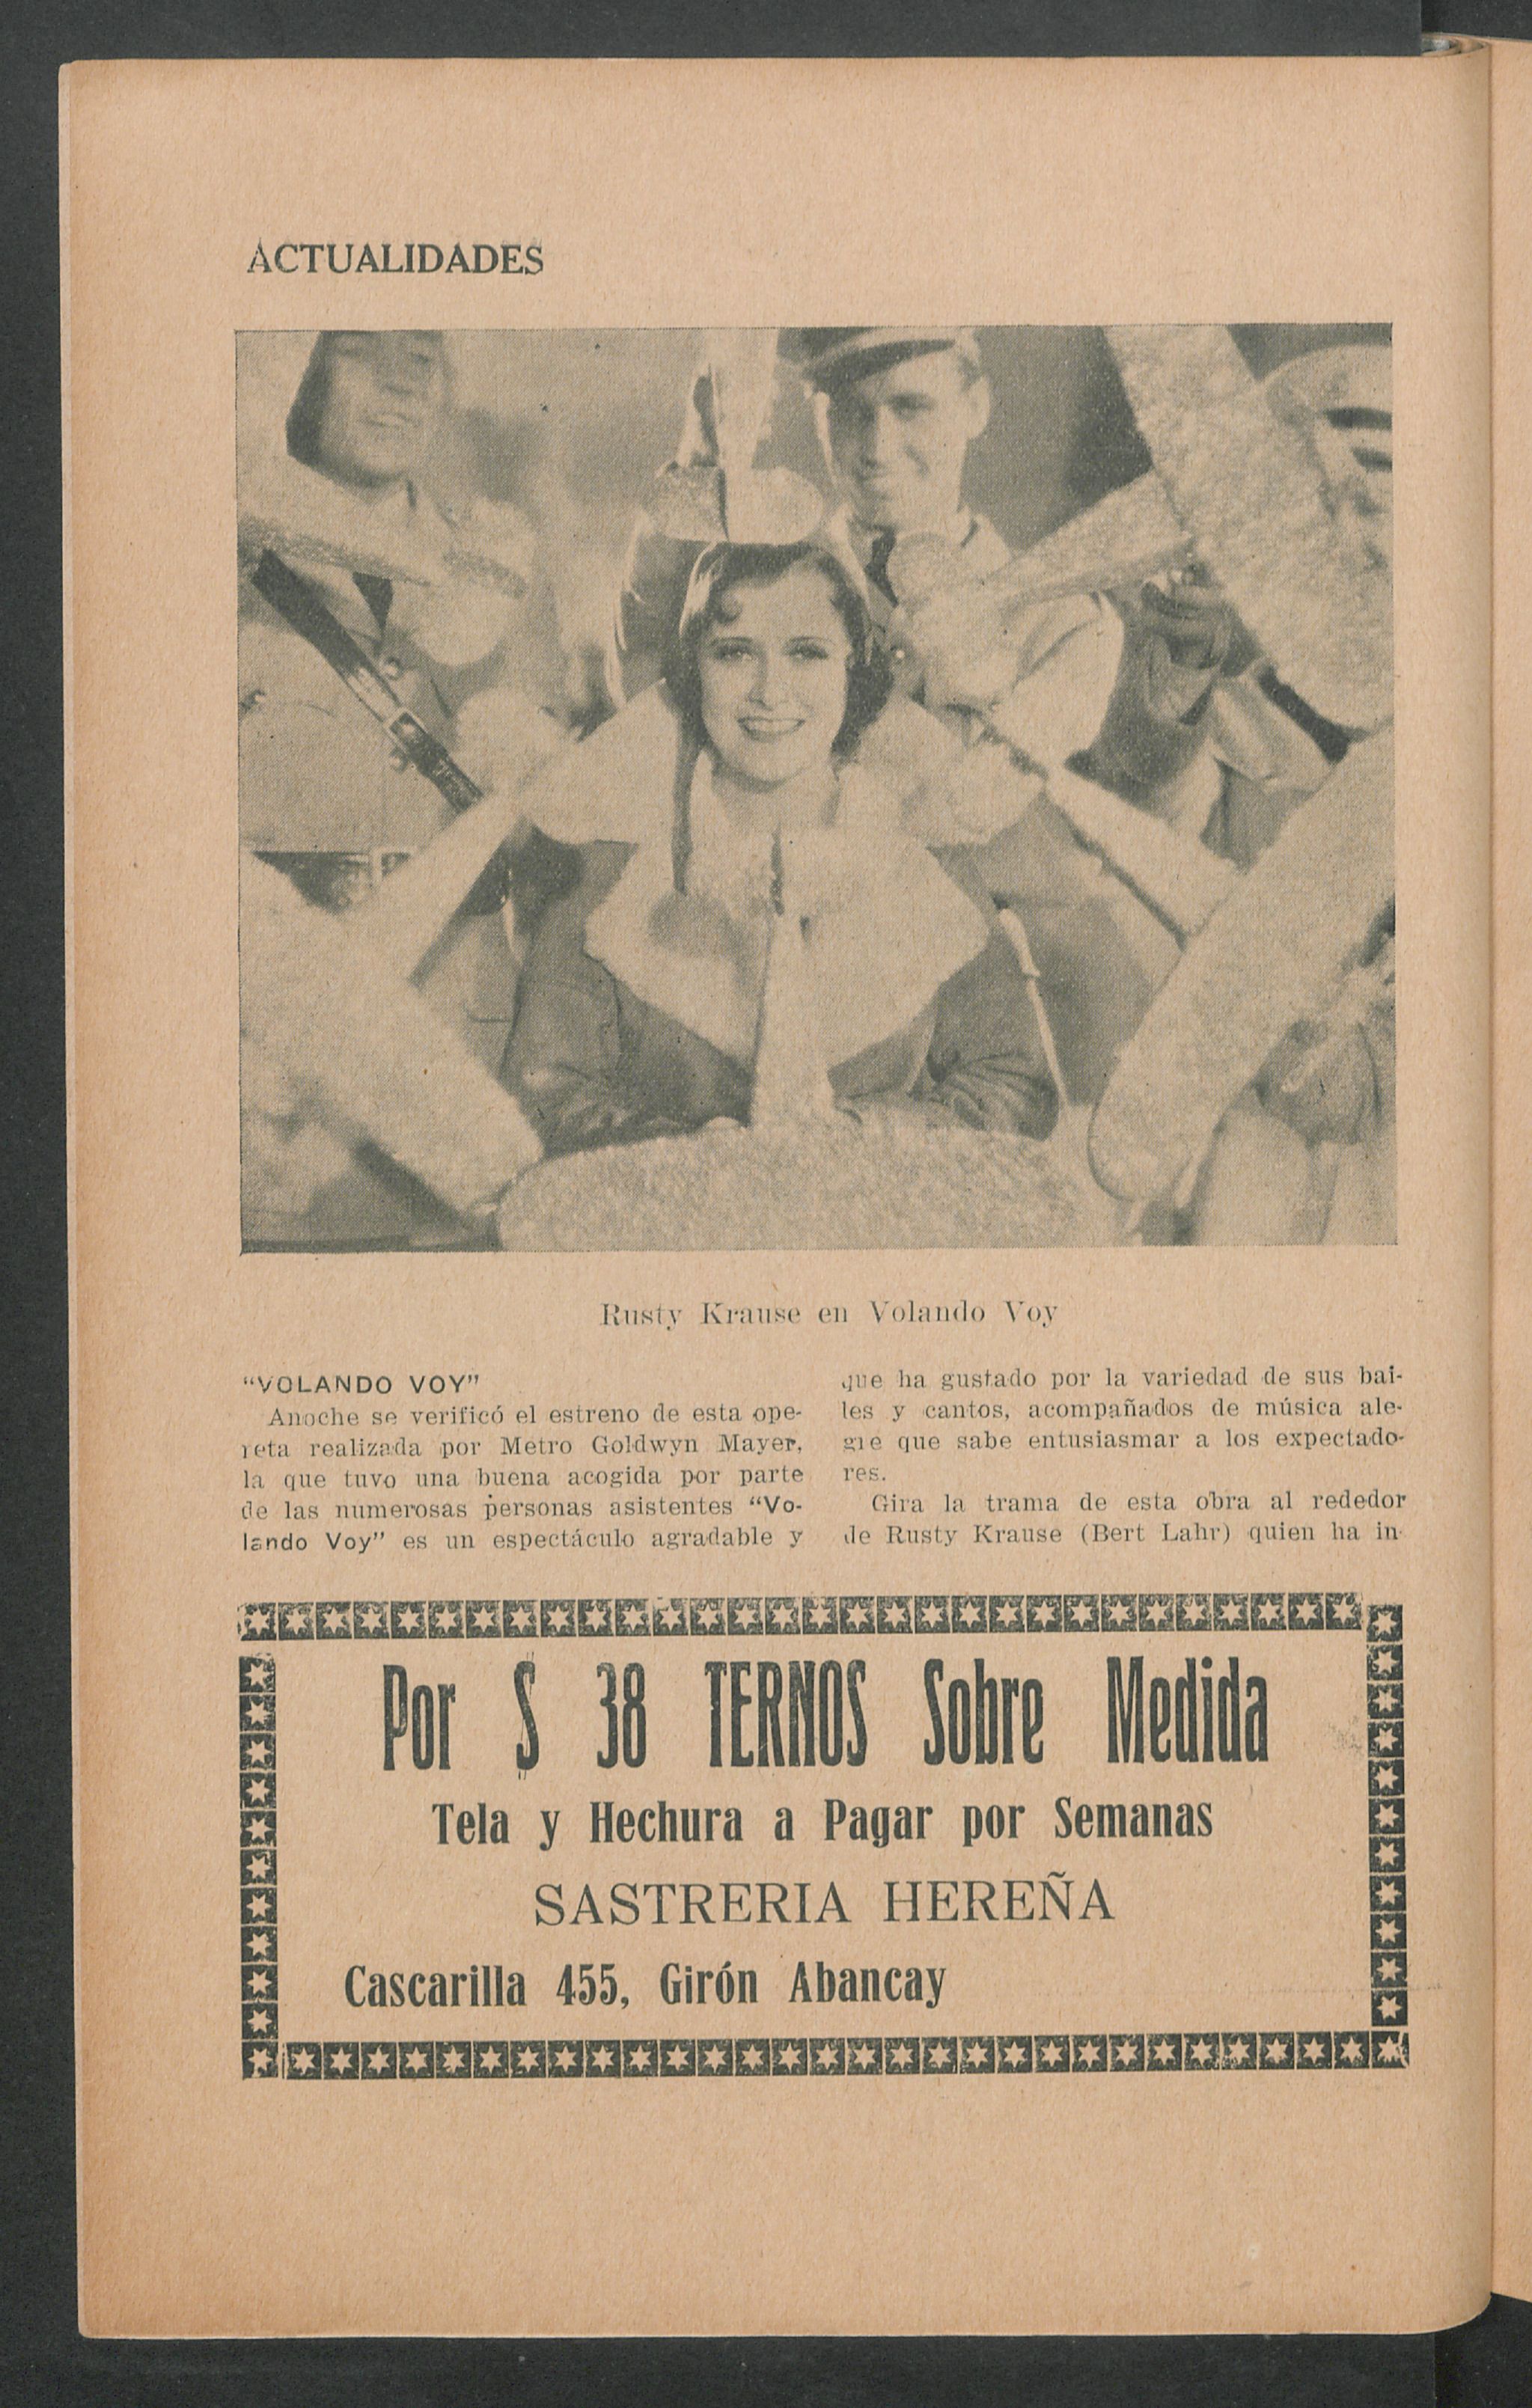 ACTUALIDADES
Rusty Krause en Volando Voy
"VOLANDO VOY"
Anoche se verificó el estreno de esta ope-
reta realizada por Metro Goldwyn Mayer,
la que tuvo una buena acogida por parte
de las numerosas personas asistentes "Vo-
lando Voy" es un espectáculo agradable y
que ha gustado por la variedad de sus bai-
les y cantos, acompañados de música ale-
gre que sabe entusiasmar a los expectado-
res.
Gira la trama de esta obra al rededor
de Rusty Krause (Bert Lahr) quien ha in-
Por $ 38 TERNOS Sobre Medida
Tela y Hechura a Pagar por Semanas
SASTRERIA HEREÑA
Cascarilla 455, Girón Abancay